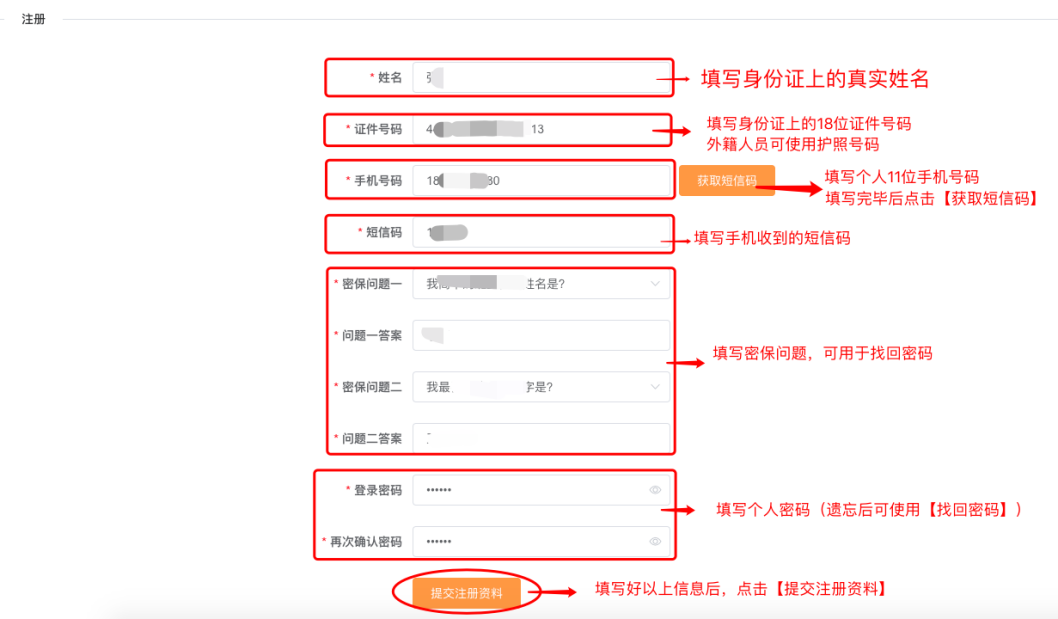 注册
* 姓名
填写身份证上的真实姓名
* 证件号码 4 13
填写身份证上的18位证件号码
外籍人员可使用护照号码
* 手机号码 18 30
获取短信码
填写个人11位手机号码
填写完毕后点击【获取短信码】
* 短信码
填写手机收到的短信码
* 密保问题一 我 姓名是?
* 问题一答案
填写密保问题，可用于找回密码
* 密保问题二 我最 字是?
* 问题二答案
* 登录密码 ••••••
填写个人密码（遗忘后可使用【找回密码】）
* 再次确认密码 ••••••
提交注册资料
填写好以上信息后，点击【提交注册资料】